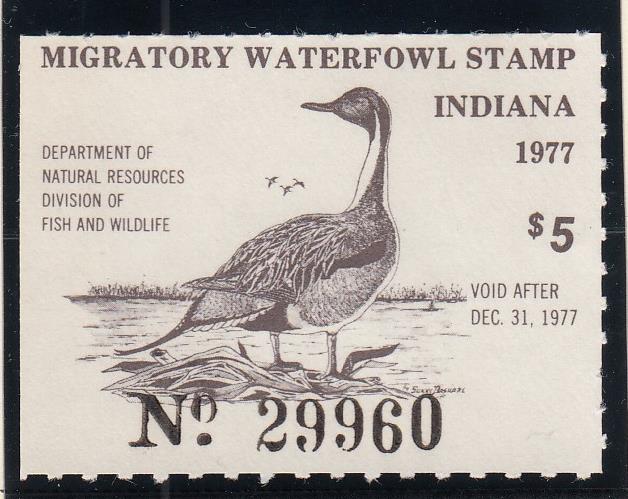 MIGRATORY WATERFOWL STAMP
INDIANA
1977
DEPARTMENT OF
NATURAL RESOURCES
DIVISION OF
FISH AND WILDLIFE
$5
VOID AFTER
DEC. 31, 1977
No. 29960